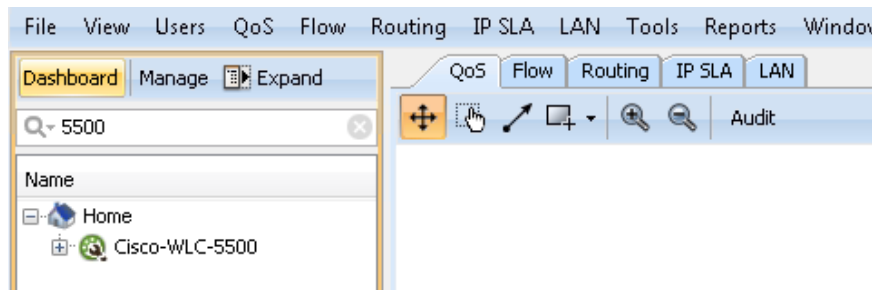 File View Users QoS Flow Routing IP SLA LAN Tools Reports
Dashboard Manage Expand
QoS Flow Routing IP SLA LAN
5500
Audit
Name
Home
Cisco-WLC-5500